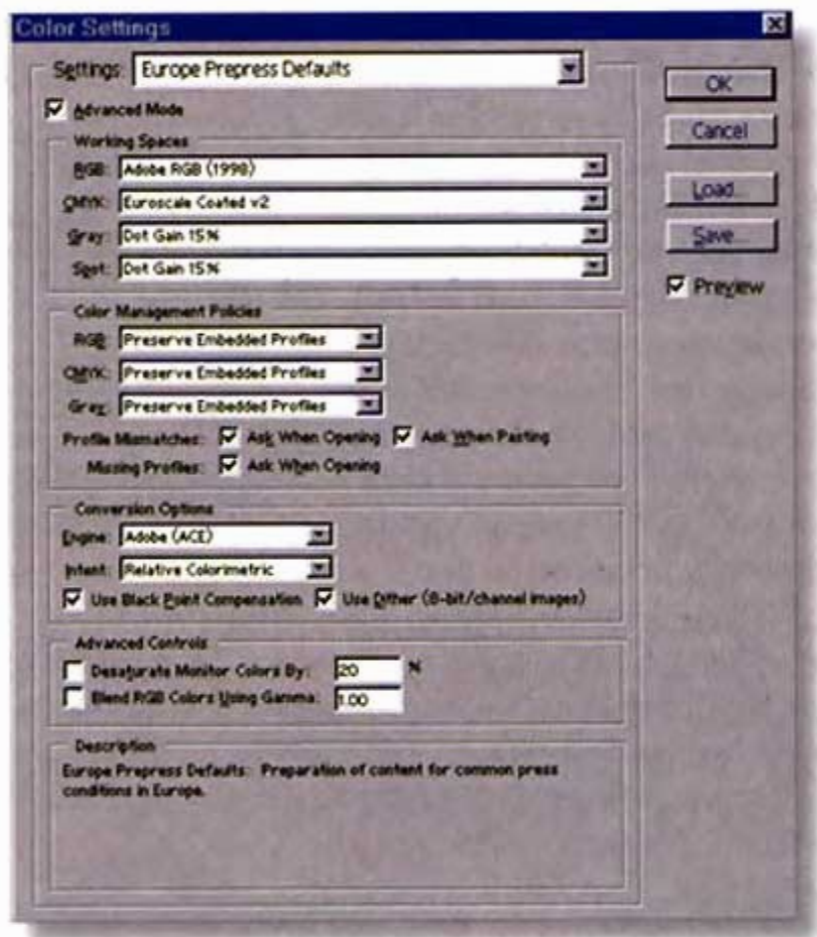 Color Settings
Settings: Europe Prepress Defaults
OK
Advanced Mode
Cancel
Working Spaces
RGB: Adobe RGB (1998)
Load...
CMYK: Euroscale Coated v2
Gray: Dot Gain 15%
Save...
Spot: Dot Gain 15%
Preview
Color Management Policies
RGB: Preserve Embedded Profiles
CMYK: Preserve Embedded Profiles
Gray: Preserve Embedded Profiles
Profile Mismatches: Ask When Opening Ask When Pasting
Missing Profiles: Ask When Opening
Conversion Options
Engine: Adobe (ACE)
Intent: Relative Colorimetric
Use Black Point Compensation Use Dither (8-bit/channel images)
Advanced Controls
Desaturate Monitor Colors By: 20 %
Blend RGB Colors Using Gamma: 1.00
Description
Europe Prepress Defaults: Preparation of content for common press
conditions in Europe.